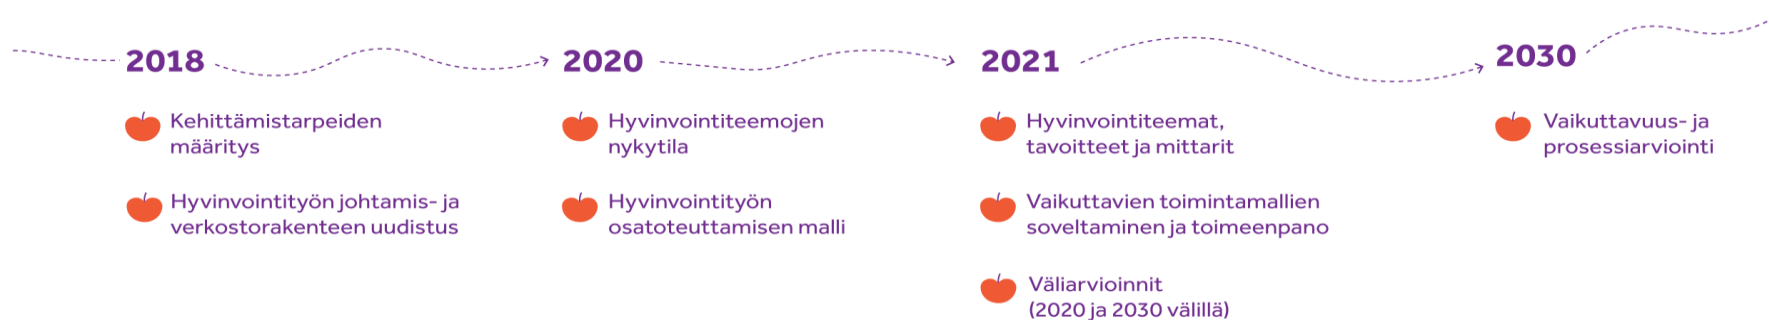 2018
Kehittämistarpeiden
määritys
Hyvinvointityön johtamis- ja
verkostorakenteen uudistus
2020
Hyvinvointiteemojen
nykytila
Hyvinvointityön
osatoteuttamisen malli
2021
Hyvinvointiteemat,
tavoitteet ja mittarit
Vaikuttavien toimintamallien
soveltaminen ja toimeenpano
Väliarvioinnit
(2020 ja 2030 välillä)
2030
Vaikuttavuus- ja
prosessiarviointi